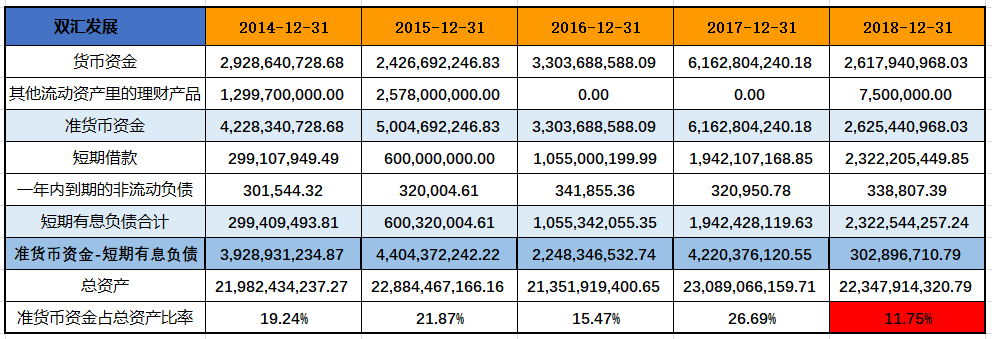 双汇发展 2014-12-31 2015-12-31 2016-12-31 2017-12-31 2018-12-31
货币资金 2,928,640,728.68 2,426,692,246.83 3,303,688,588.09 6,162,804,240.18 2,617,940,968.03
其他流动资产里的理财产品 1,299,700,000.00 2,578,000,000.00 0.00 0.00 7,500,000.00
准货币资金 4,228,340,728.68 5,004,692,246.83 3,303,688,588.09 6,162,804,240.18 2,625,440,968.03
短期借款 299,107,949.49 600,000,000.00 1,055,000,199.99 1,942,107,168.85 2,322,205,449.85
一年内到期的非流动负债 301,544.32 320,004.61 341,855.36 320,950.78 338,807.39
短期有息负债合计 299,409,493.81 600,320,004.61 1,055,342,055.35 1,942,428,119.63 2,322,544,257.24
准货币资金-短期有息负债 3,928,931,234.87 4,404,372,242.22 2,248,346,532.74 4,220,376,120.55 302,896,710.79
总资产 21,982,434,237.27 22,884,467,166.16 21,351,919,400.65 23,089,066,159.71 22,347,914,320.79
准货币资金占总资产比率 19.24% 21.87% 15.47% 26.69% 11.75%